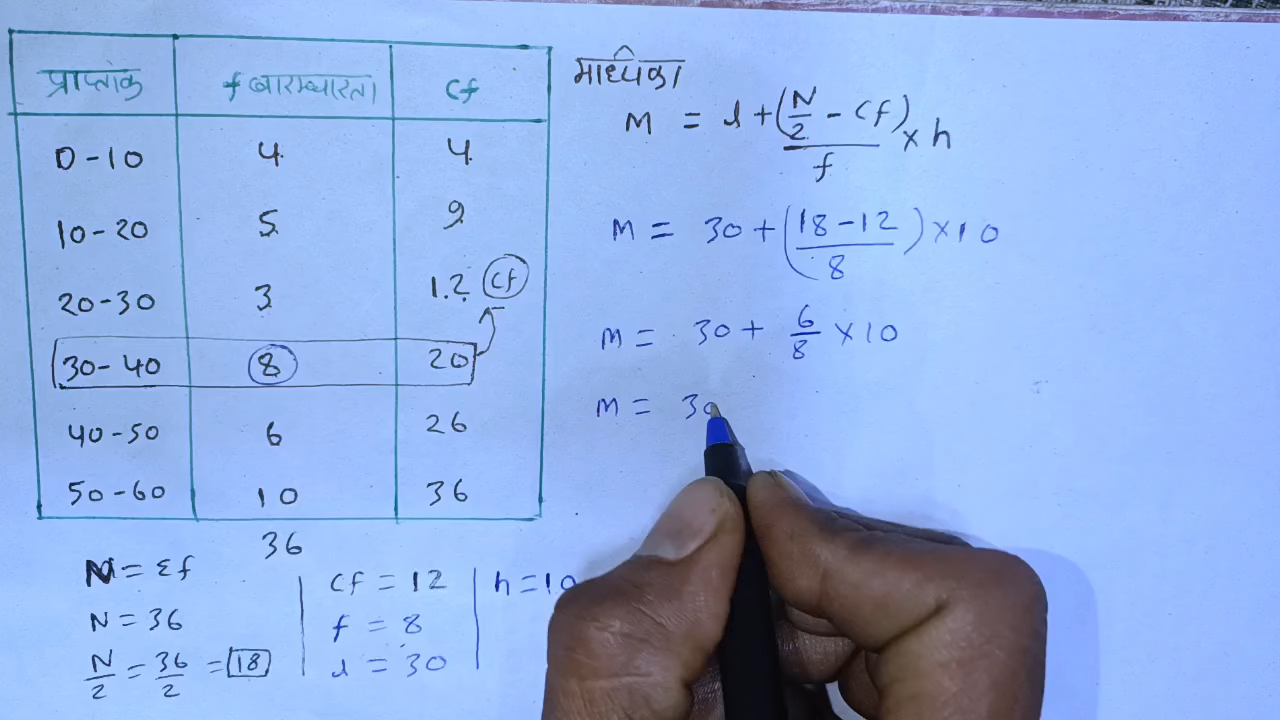 प्राप्तांक f बारम्बारता cf
0-10 4 4
10-20 5 9
20-30 3 12 cf
30-40 8 20
40-50 6 26
50-60 10 36
36
N = Σf
N = 36
N/2 = 36/2 = 18
cf = 12
f = 8
l = 30
h = 10
माध्यिका
M = l + (N/2 - cf)/f × h
M = 30 + (18-12/8) × 10
M = 30 + 6/8 × 10
M = 30